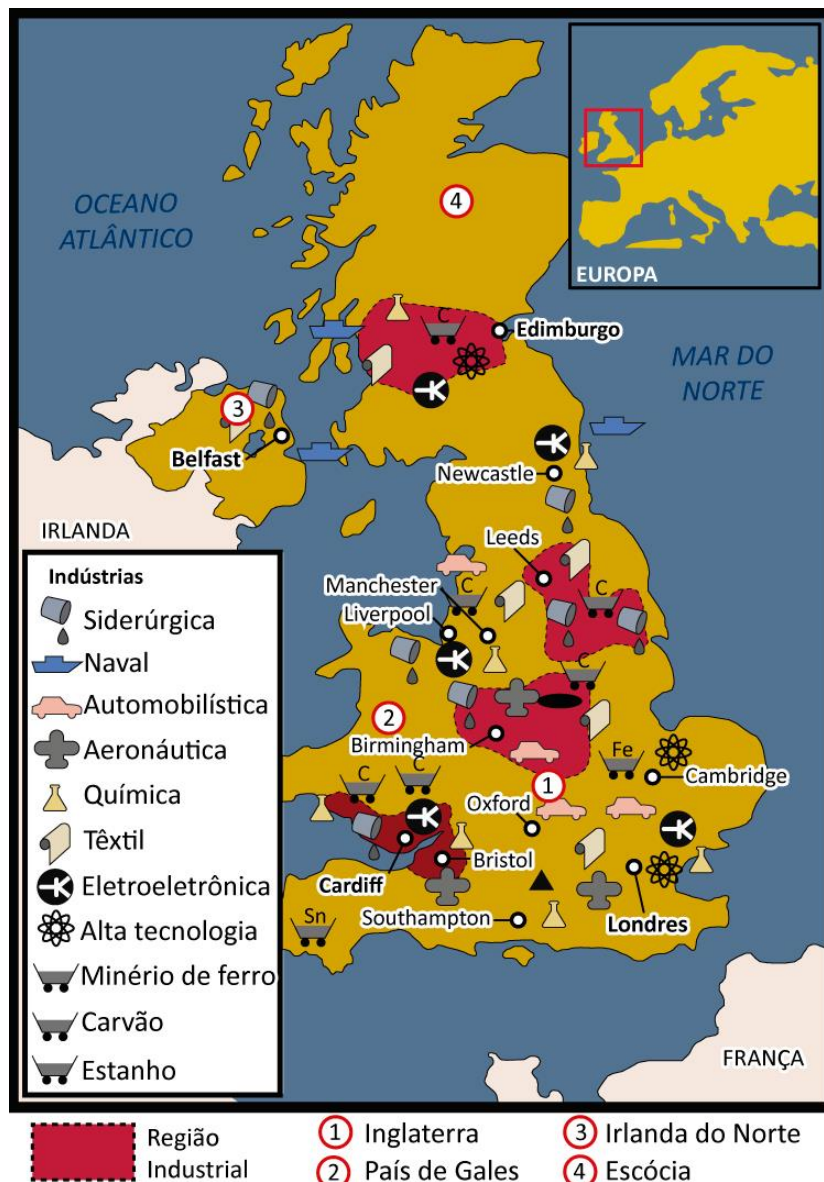 OCEANO
ATLÂNTICO
4
EUROPA
C
Edimburgo
MAR DO
NORTE
3
Belfast
Newcastle
IRLANDA
Leeds
Manchester
C
Liverpool
C
C
2
Birmingham
Fe
Cambridge
C
C
1
Oxford
Bristol
Cardiff
Sn
Southampton
Londres
FRANÇA
Indústrias
Siderúrgica
Naval
Automobilística
Aeronáutica
Química
Têxtil
Eletroeletrônica
Alta tecnologia
Minério de ferro
Carvão
Estanho
Região
Industrial
1 Inglaterra
2 País de Gales
3 Irlanda do Norte
4 Escócia